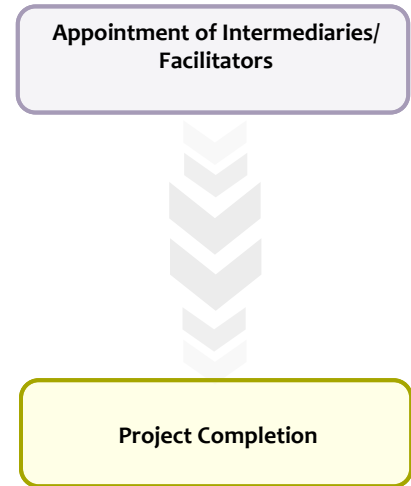 Appointment of Intermediaries/
Facilitators
Project Completion